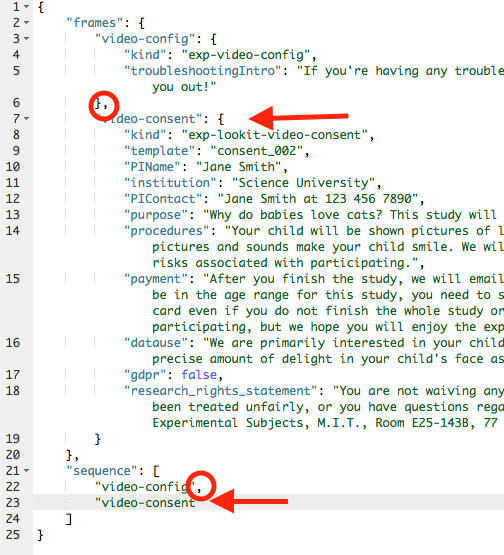 1 {
2 "frames": {
3 "video-config": {
4 "kind": "exp-video-config",
5 "troubleshootingIntro": "If you're having any trouble
you out!"
6 },
7 "video-consent": {
8 "kind": "exp-lookit-video-consent",
9 "template": "consent_002",
10 "PIName": "Jane Smith",
11 "institution": "Science University",
12 "PIContact": "Jane Smith at 123 456 7890",
13 "purpose": "Why do babies love cats? This study will
14 "procedures": "Your child will be shown pictures of l
pictures and sounds make your child smile. We wil
risks associated with participating.",
15 "payment": "After you finish the study, we will email
be in the age range for this study, you need to s
card even if you do not finish the whole study or
participating, but we hope you will enjoy the exp
16 "datause": "We are primarily interested in your child
precise amount of delight in your child's face as
17 "gdpr": false,
18 "research_rights_statement": "You are not waiving any
been treated unfairly, or you have questions rega
Experimental Subjects, M.I.T., Room E25-143B, 77
19 }
20 },
21 "sequence": [
22 "video-config",
23 "video-consent
24 ]
25 }